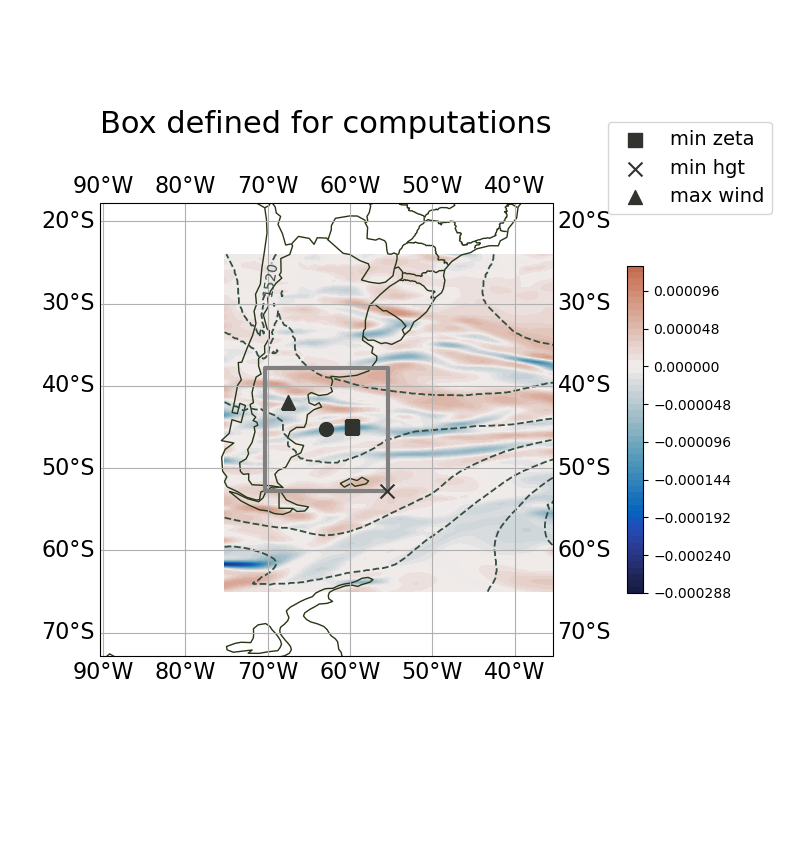 Box defined for computations
min zeta
min hgt
max wind
90°W 80°W 70°W 60°W 50°W 40°W
20°S 20°S
30°S 30°S
40°S 40°S
50°S 50°S
60°S 60°S
70°S 70°S
90°W 80°W 70°W 60°W 50°W 40°W
0.000096
0.000048
0.000000
−0.000048
−0.000096
−0.000144
−0.000192
−0.000240
−0.000288